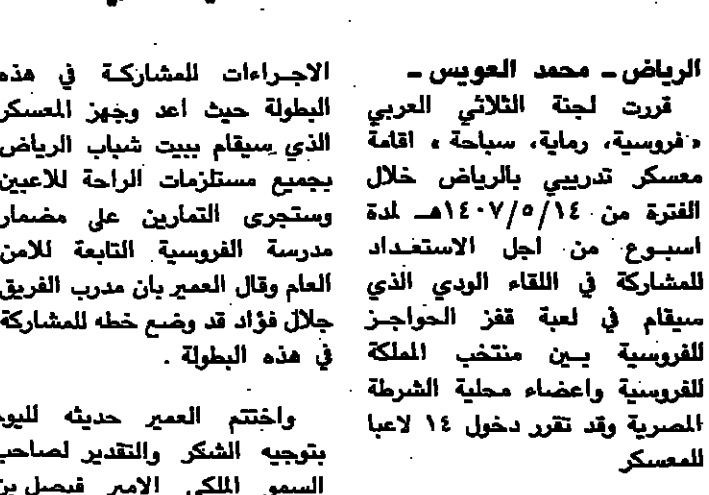 الرياض ـ محمد العويس ـ
قررت لجنة الثلاثي العربي
«فروسية، رماية، سباحة» اقامة
معسكر تدريبي بالرياض خلال
الفترة من ١٤٠٧/٥/١٤هـ لمدة
اسبوع من اجل الاستعداد
للمشاركة في اللقاء الودي الذي
سيقام في لعبة قفز الحواجز
للفروسية بين منتخب المملكة
للفروسية واعضاء محلية الشرطة
المصرية وقد تقرر دخول ١٤ لاعبا
للمعسكر
الاجراءات للمشاركة في هذه
البطولة حيث اعد وجهز المعسكر
الذي سيقام ببيت شباب الرياض
بجميع مستلزمات الراحة للاعبين
وستجرى التمارين على مضمار
مدرسة الفروسية التابعة للامن
العام وقال العمير بان مدرب الفريق
جلال فؤاد قد وضع خطه للمشاركة
في هذه البطولة .
واختتم العمير حديثه لليو
بتوجيه الشكر والتقدير لصاحب
السمو الملكي الامير فيصل بن